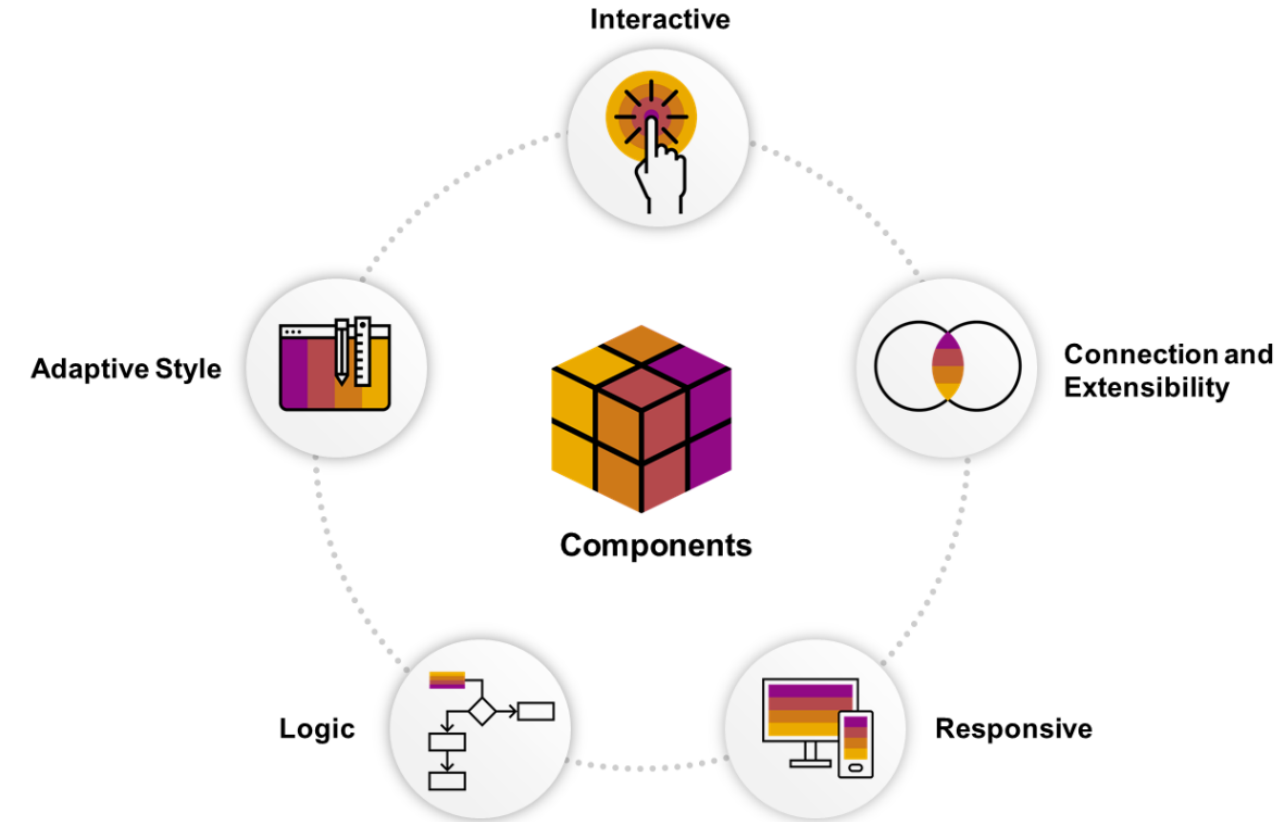 Interactive
Adaptive Style
Connection and
Extensibility
Components
Logic
Responsive